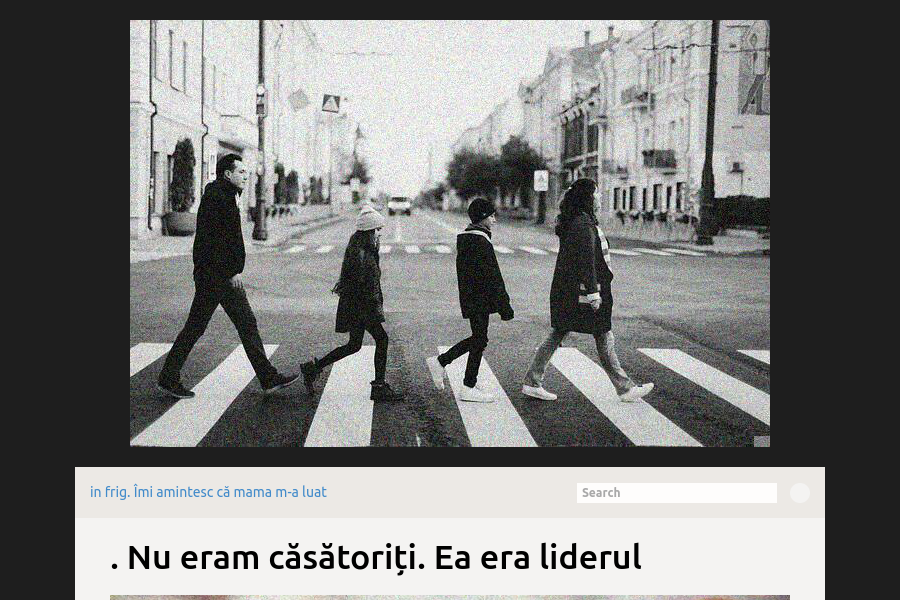 in frig. Îmi amintesc că mama m-a luat
Search
. Nu eram căsătoriți. Ea era liderul